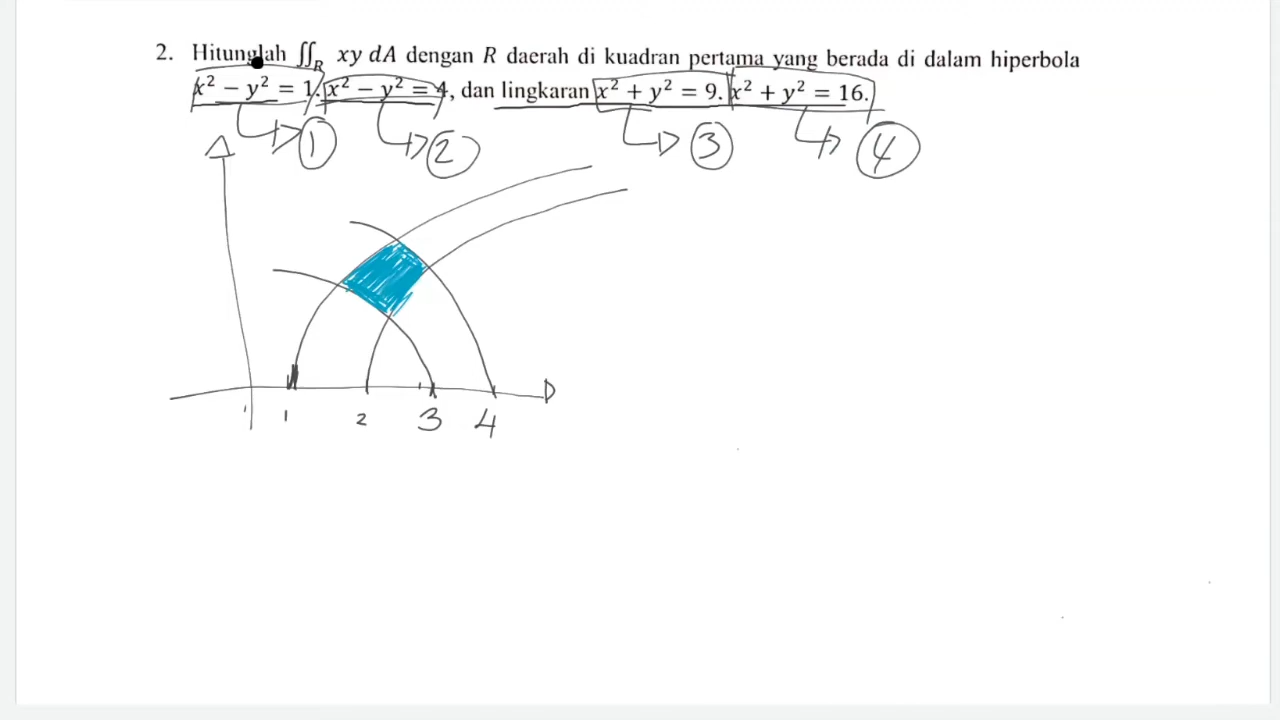 2. Hitunglah ∬_R xy dA dengan R daerah di kuadran pertama yang berada di dalam hiperbola
x² − y² = 1. x² − y² = 4, dan lingkaran x² + y² = 9. x² + y² = 16.
1 2 3 4
1 2 3 4